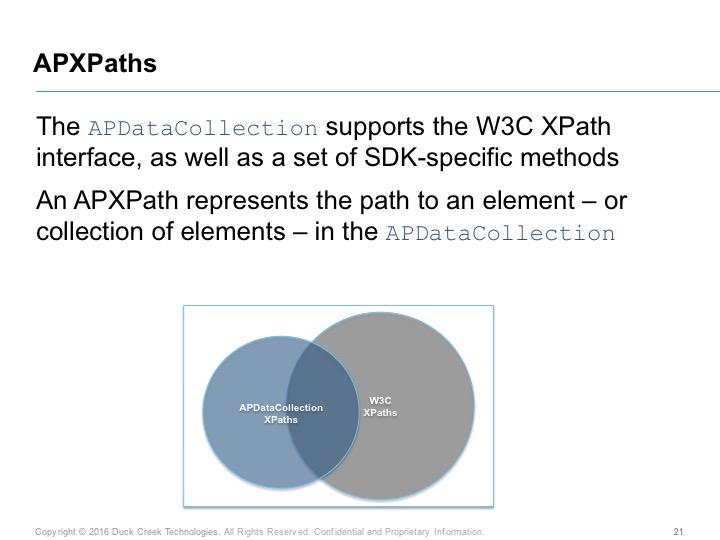 APXPaths
The APDataCollection supports the W3C XPath
interface, as well as a set of SDK-specific methods
An APXPath represents the path to an element – or
collection of elements – in the APDataCollection
APDataCollection
XPaths
W3C
XPaths
Copyright © 2016 Duck Creek Technologies. All Rights Reserved. Confidential and Proprietary Information.
21